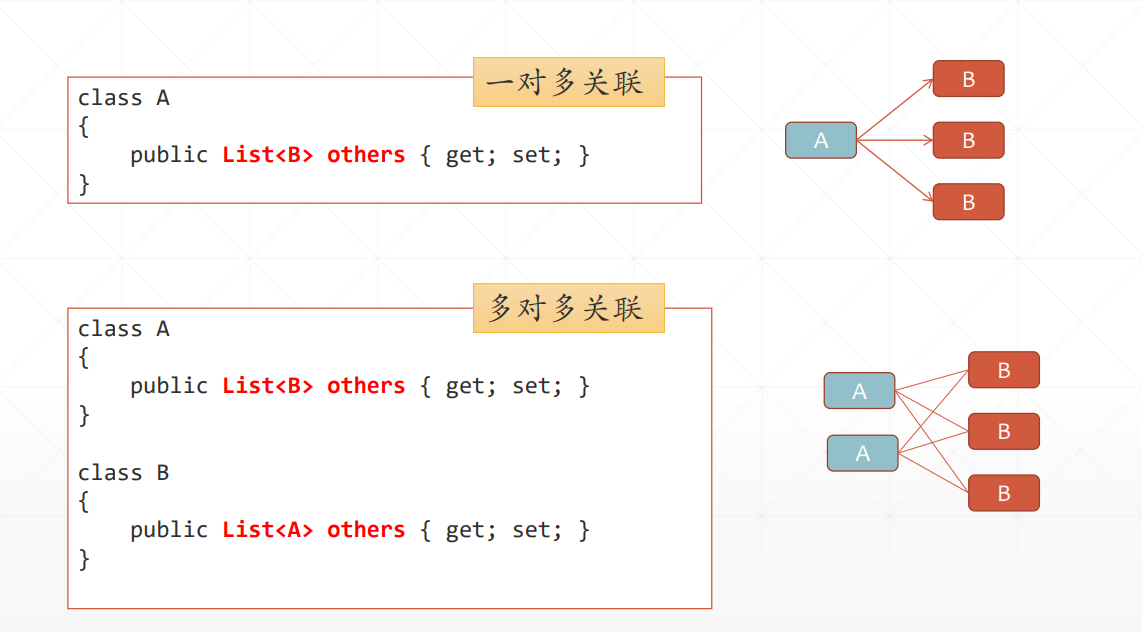 一对多关联
class A
{
    public List<B> others { get; set; }
}
A
B
B
B
多对多关联
class A
{
    public List<B> others { get; set; }
}
class B
{
    public List<A> others { get; set; }
}
A
A
B
B
B